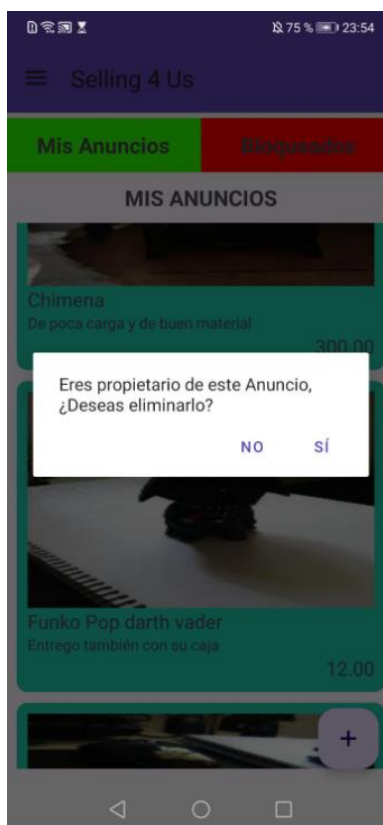 75 % 23:54
Selling 4 Us
Mis Anuncios Bloqueados
MIS ANUNCIOS
Chimena
De poca carga y de buen material
300.00
Eres propietario de este Anuncio,
¿Deseas eliminarlo?
NO SÍ
Funko Pop darth vader
Entrego también con su caja
12.00
+